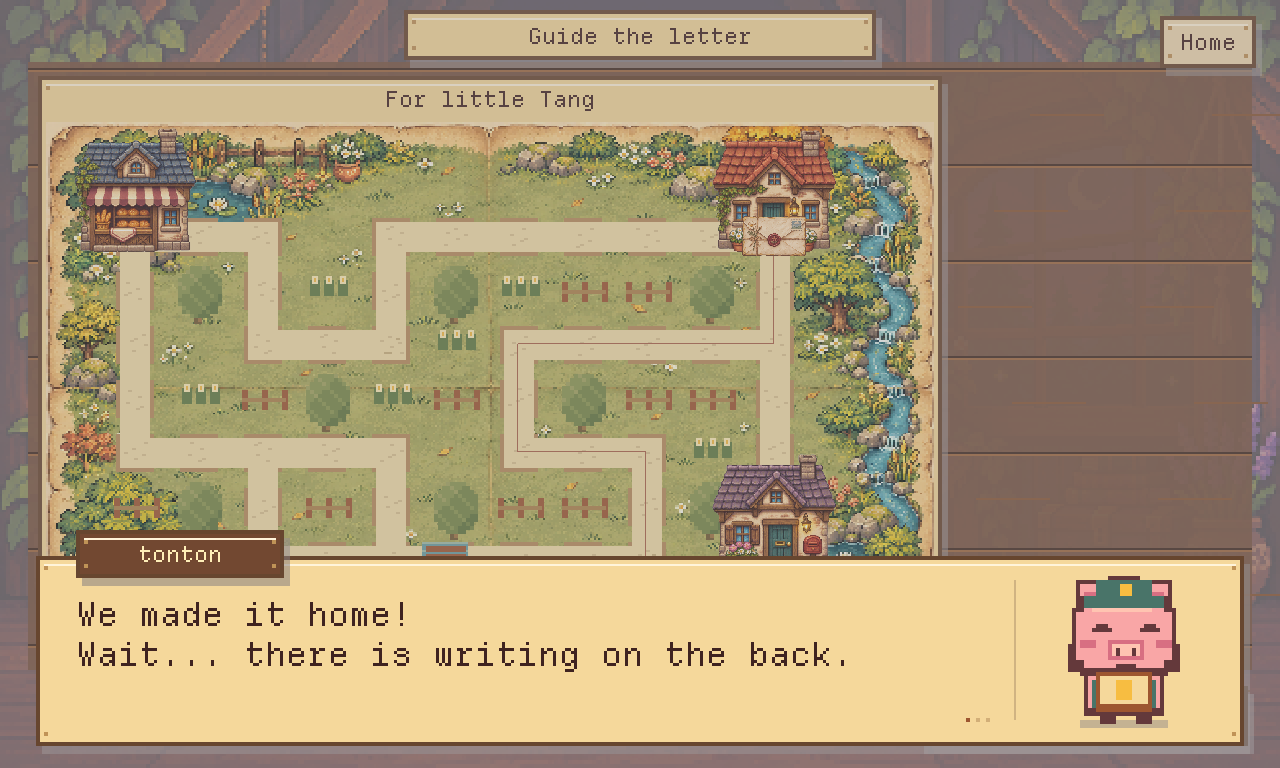 Guide the letter
Home
For little Tang
tonton
We made it home!
Wait... there is writing on the back.